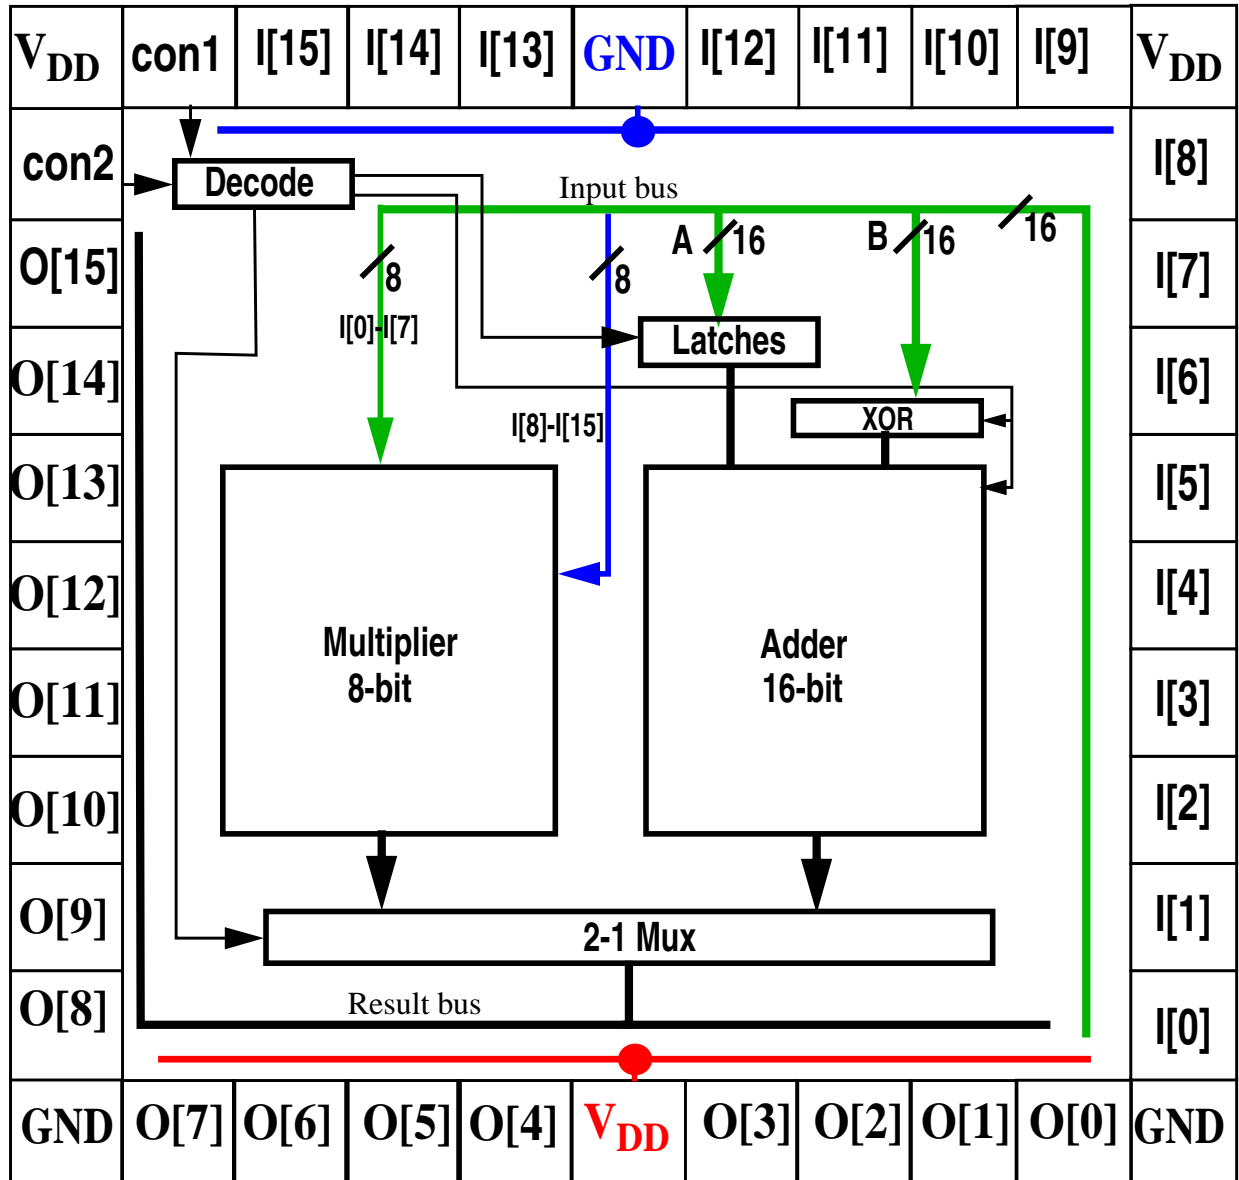 VDD con1 I[15] I[14] I[13] GND I[12] I[11] I[10] I[9] VDD
con2 Decode Input bus I[8]
O[15] 8 8 A 16 B 16 16 I[7]
I[0]-I[7] Latches
O[14] I[6]
I[8]-I[15] XOR
O[13] I[5]
O[12] I[4]
Multiplier Adder
8-bit 16-bit
O[11] I[3]
O[10] I[2]
O[9] 2-1 Mux I[1]
O[8] Result bus I[0]
GND O[7] O[6] O[5] O[4] VDD O[3] O[2] O[1] O[0] GND